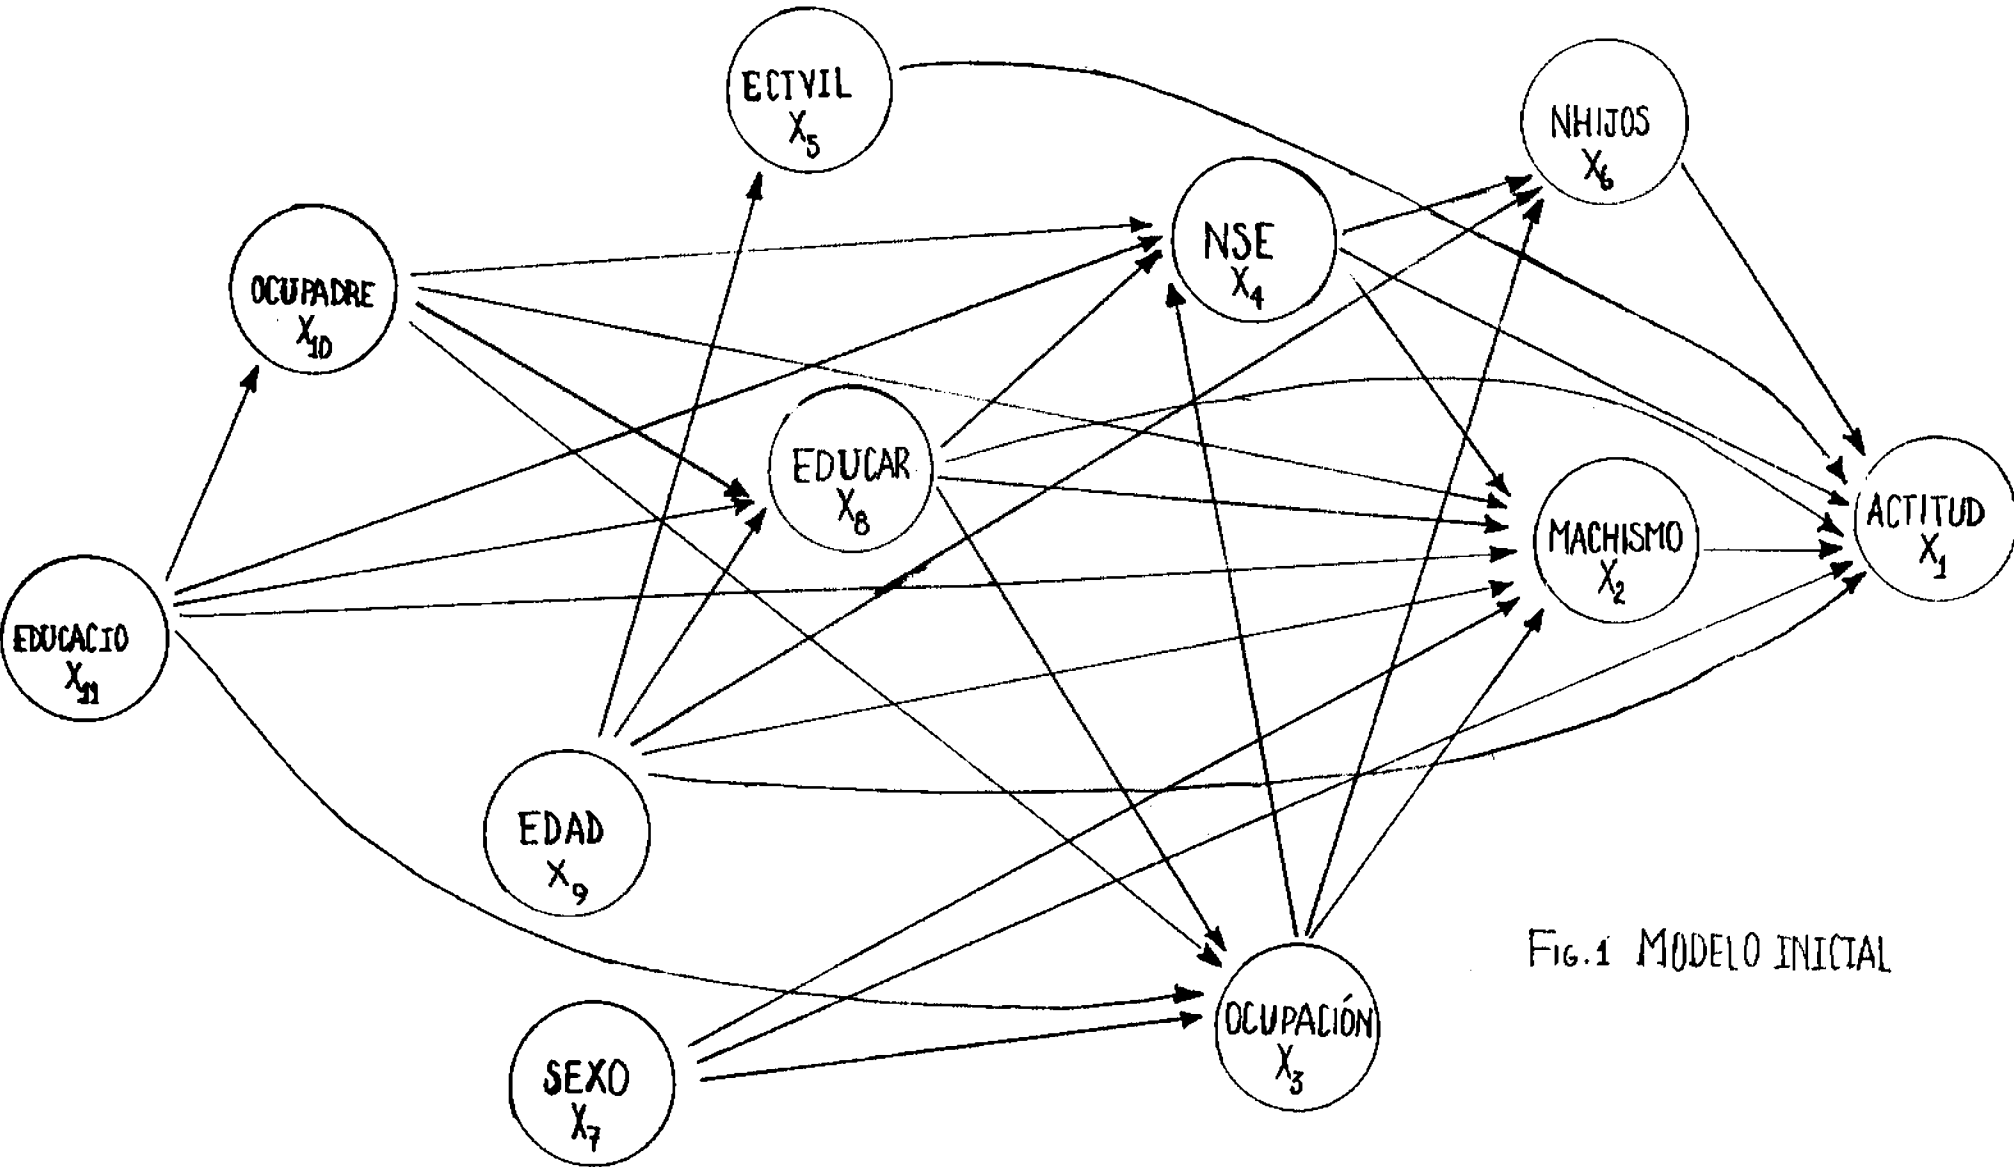 ECIVIL
X5
NHIJOS
X6
NSE
X4
OCUPADRE
X10
EDUCAR
X8
ACTITUD
X1
MACHISMO
X2
EDUCACIO
X11
EDAD
X9
FIG. 1 MODELO INICIAL
OCUPACIÓN
X3
SEXO
X7